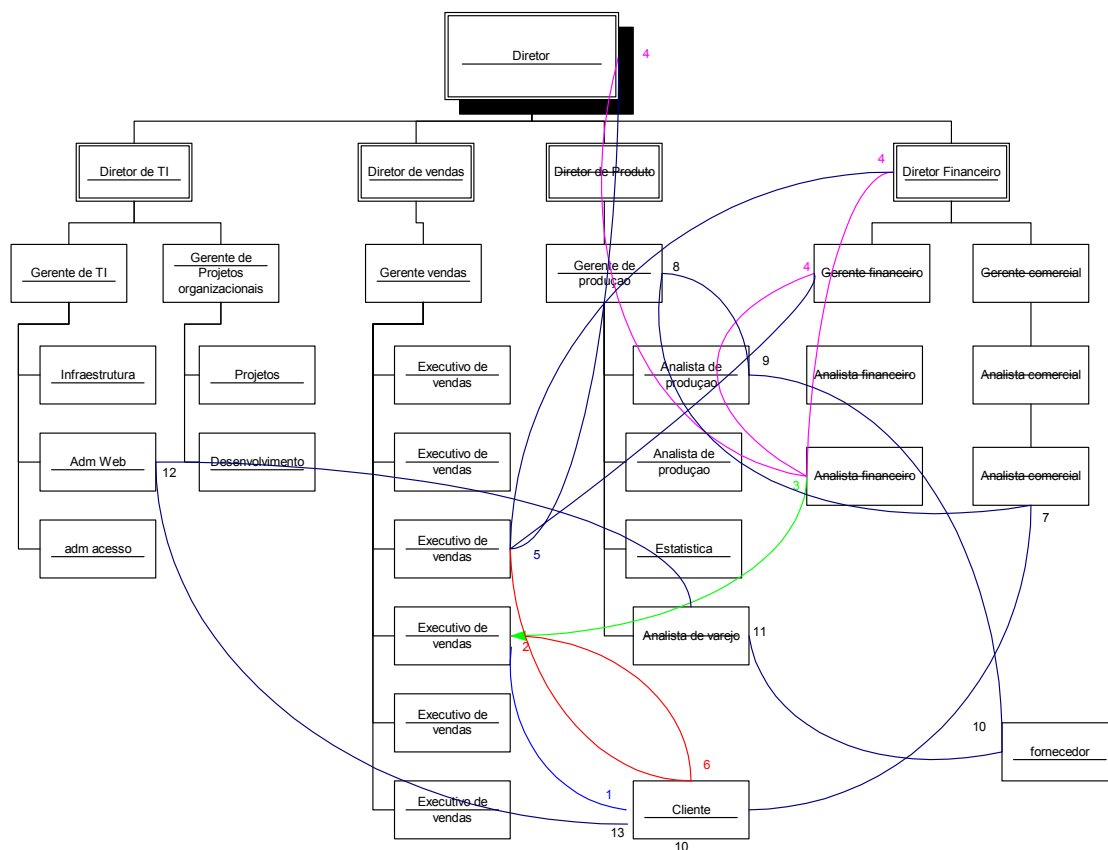 Diretor
4
Diretor de TI
Diretor de vendas
Diretor de Produto
4
Diretor Financeiro
Gerente de TI
Gerente de
Projetos
organizacionais
Gerente vendas
Gerente de
produçao
8
4
Gerente financeiro
Gerente comercial
Infraestrutura
Projetos
Executivo de
vendas
Analista de
produçao
9
Analista financeiro
Analista comercial
Adm Web
12
Desenvolvimento
Executivo de
vendas
Analista de
produçao
3
Analista financeiro
Analista comercial
7
adm acesso
Executivo de
vendas
5
Estatistica
Executivo de
vendas
2
Analista de varejo
11
Executivo de
vendas
10
fornecedor
6
1
Executivo de
vendas
13
Cliente
10